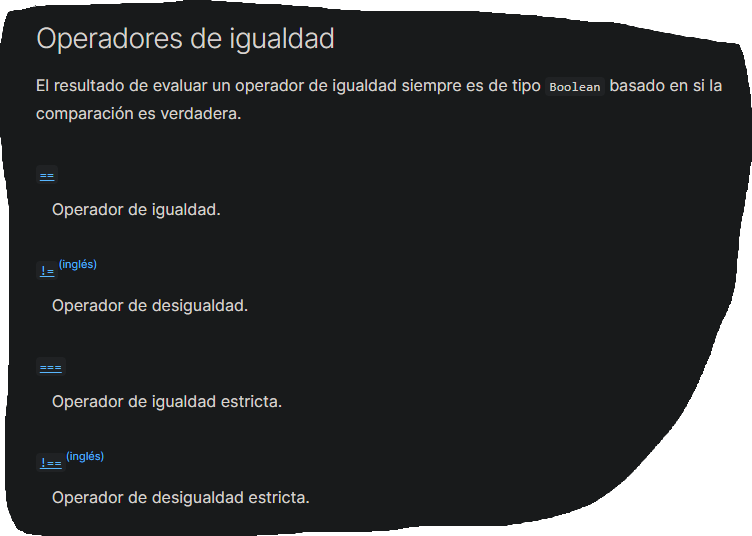 Operadores de igualdad
El resultado de evaluar un operador de igualdad siempre es de tipo Boolean basado en si la
comparación es verdadera.
==
Operador de igualdad.
!= (inglés)
Operador de desigualdad.
===
Operador de igualdad estricta.
!== (inglés)
Operador de desigualdad estricta.